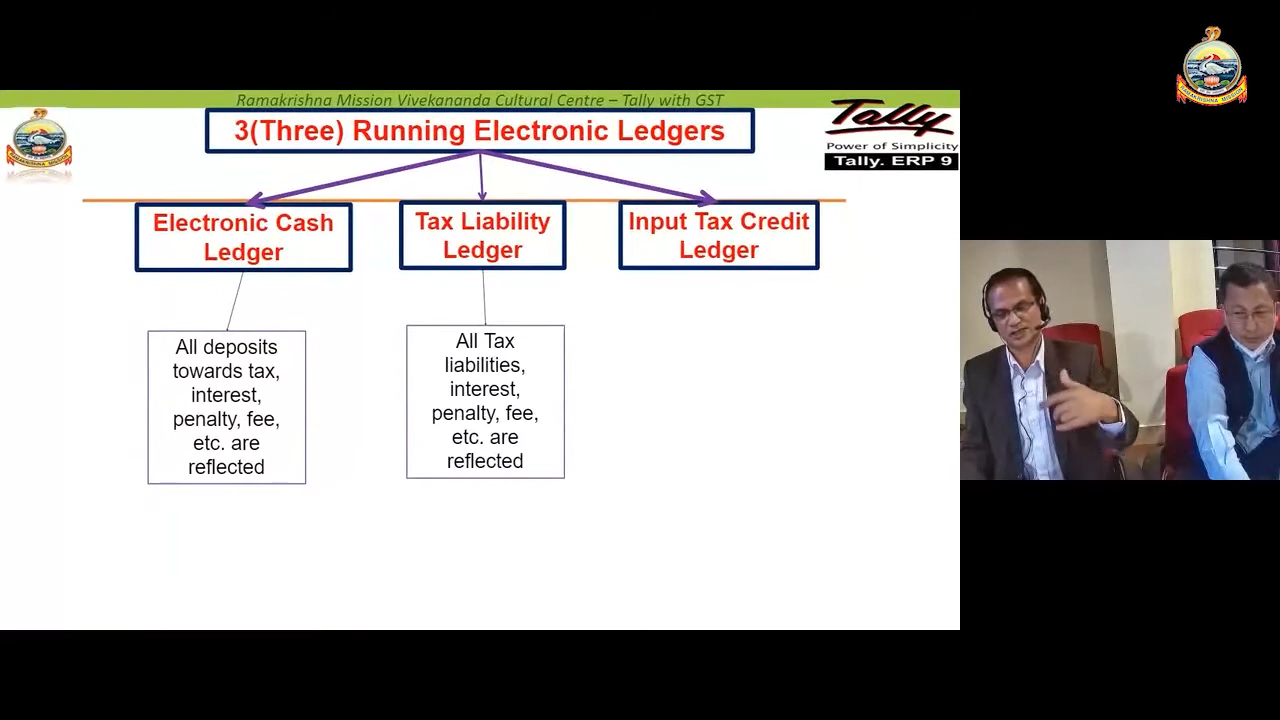 Ramakrishna Mission Vivekananda Cultural Centre – Tally with GST
3(Three) Running Electronic Ledgers
Tally
Power of Simplicity
Tally. ERP 9
Electronic Cash
Ledger
Tax Liability
Ledger
Input Tax Credit
Ledger
All deposits
towards tax,
interest,
penalty, fee,
etc. are
reflected
All Tax
liabilities,
interest,
penalty, fee,
etc. are
reflected
RAMAKRISHNA MISSION